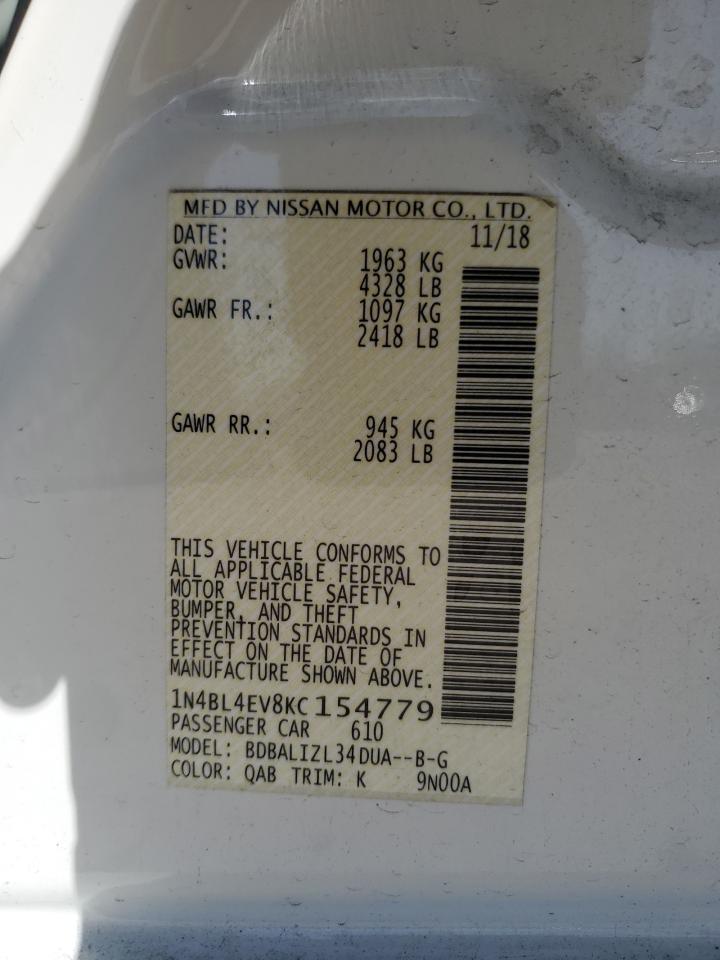 MFD BY NISSAN MOTOR CO., LTD.
DATE: 11/18
GVWR: 1963 KG
4328 LB
GAWR FR.: 1097 KG
2418 LB
GAWR RR.: 945 KG
2083 LB
THIS VEHICLE CONFORMS TO
ALL APPLICABLE FEDERAL
MOTOR VEHICLE SAFETY,
BUMPER, AND THEFT
PREVENTION STANDARDS IN
EFFECT ON THE DATE OF
MANUFACTURE SHOWN ABOVE.
1N4BL4EV8KC154779
PASSENGER CAR 610
MODEL: BDBALIZL34DUA--B-G
COLOR: QAB TRIM: K 9N00A